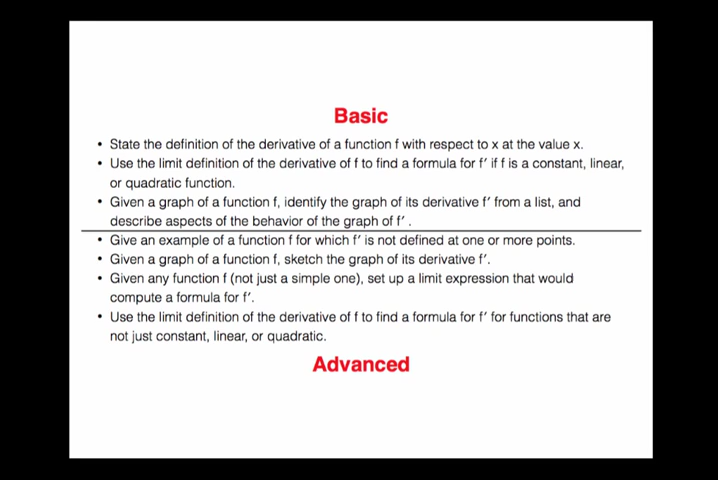 Basic
• State the definition of the derivative of a function f with respect to x at the value x.
• Use the limit definition of the derivative of f to find a formula for f′ if f is a constant, linear,
or quadratic function.
• Given a graph of a function f, identify the graph of its derivative f′ from a list, and
describe aspects of the behavior of the graph of f′ .
• Give an example of a function f for which f′ is not defined at one or more points.
• Given a graph of a function f, sketch the graph of its derivative f′.
• Given any function f (not just a simple one), set up a limit expression that would
compute a formula for f′.
• Use the limit definition of the derivative of f to find a formula for f′ for functions that are
not just constant, linear, or quadratic.
Advanced